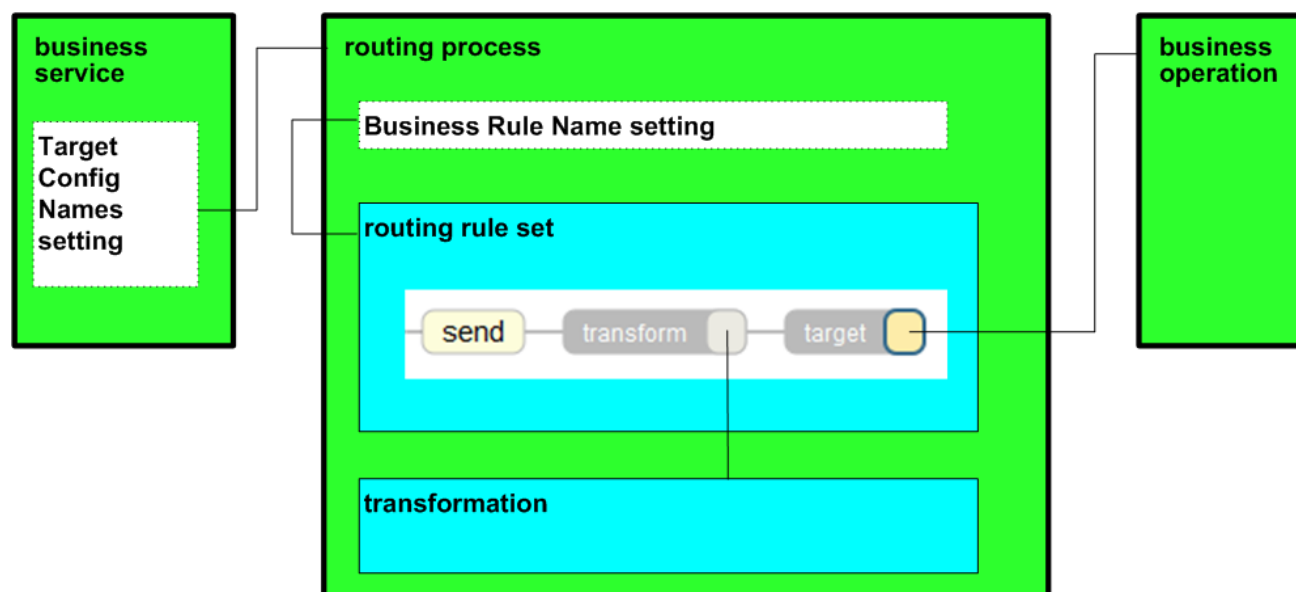 business
service
Target
Config
Names
setting
routing process
Business Rule Name setting
routing rule set
send
transform
target
transformation
business
operation